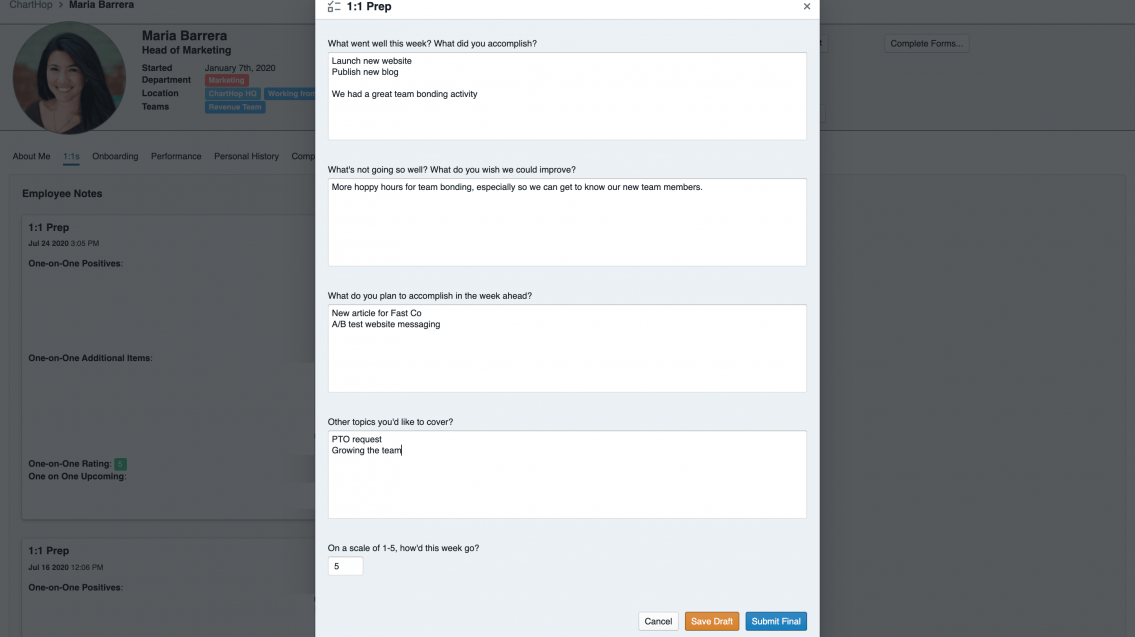 ChartHop > Maria Barrera
Maria Barrera
Head of Marketing
Started January 7th, 2020
Department Marketing
Location ChartHop HQ Working from
Teams Revenue Team
Complete Forms...
About Me 1:1s Onboarding Performance Personal History Comp
Employee Notes
1:1 Prep
Jul 24 2020 3:05 PM
One-on-One Positives:
One-on-One Additional Items:
One-on-One Rating: 5
One on One Upcoming:
1:1 Prep
Jul 16 2020 12:06 PM
One-on-One Positives:
1:1 Prep ×
What went well this week? What did you accomplish?
Launch new website
Publish new blog
We had a great team bonding activity
What's not going so well? What do you wish we could improve?
More hoppy hours for team bonding, especially so we can get to know our new team members.
What do you plan to accomplish in the week ahead?
New article for Fast Co
A/B test website messaging
Other topics you'd like to cover?
PTO request
Growing the team
On a scale of 1-5, how'd this week go?
5
Cancel Save Draft Submit Final